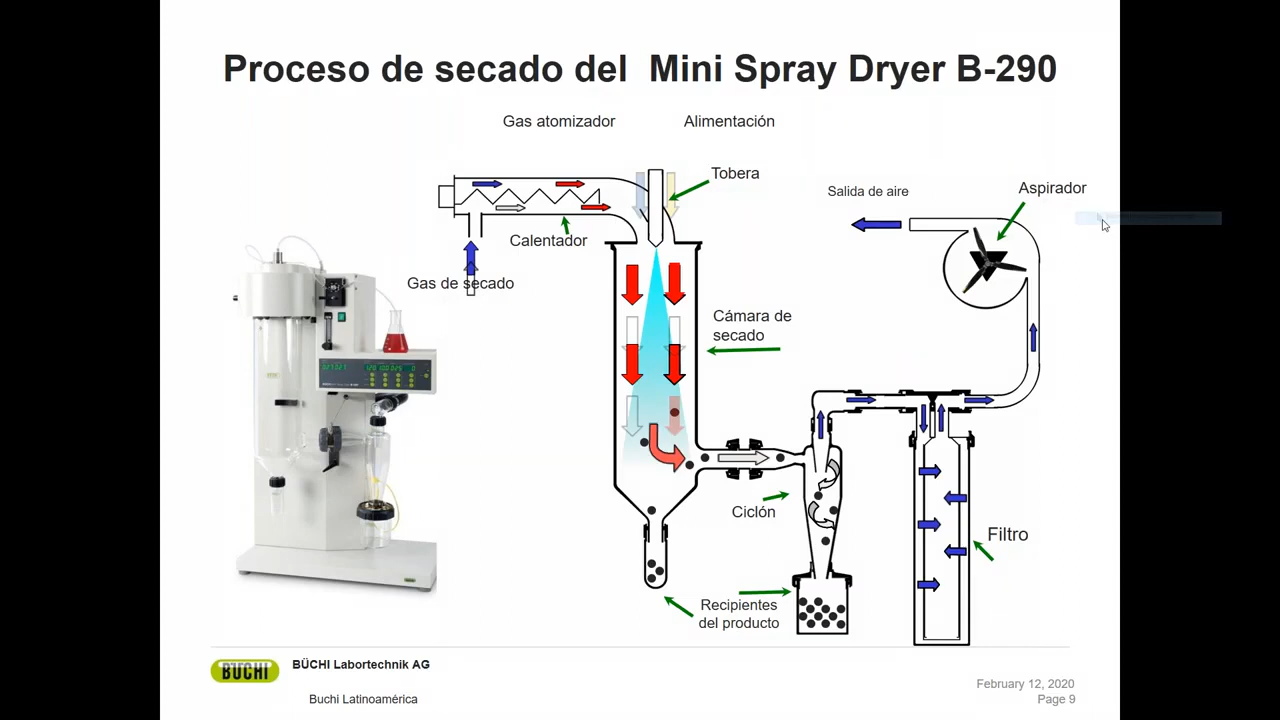 Proceso de secado del Mini Spray Dryer B-290
Gas atomizador
Alimentación
Tobera
Salida de aire
Aspirador
Calentador
Gas de secado
Cámara de
secado
Ciclón
Filtro
Recipientes
del producto
BÜCHI
BÜCHI Labortechnik AG
Buchi Latinoamérica
February 12, 2020
Page 9